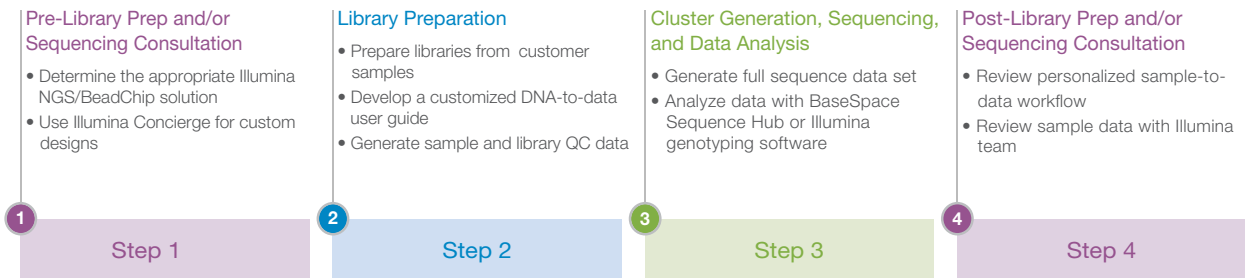 Pre-Library Prep and/or
Sequencing Consultation
• Determine the appropriate Illumina
NGS/BeadChip solution
• Use Illumina Concierge for custom
designs
1
Step 1
Library Preparation
• Prepare libraries from customer
samples
• Develop a customized DNA-to-data
user guide
• Generate sample and library QC data
2
Step 2
Cluster Generation, Sequencing,
and Data Analysis
• Generate full sequence data set
• Analyze data with BaseSpace
Sequence Hub or Illumina
genotyping software
3
Step 3
Post-Library Prep and/or
Sequencing Consultation
• Review personalized sample-to-
data workflow
• Review sample data with Illumina
team
4
Step 4